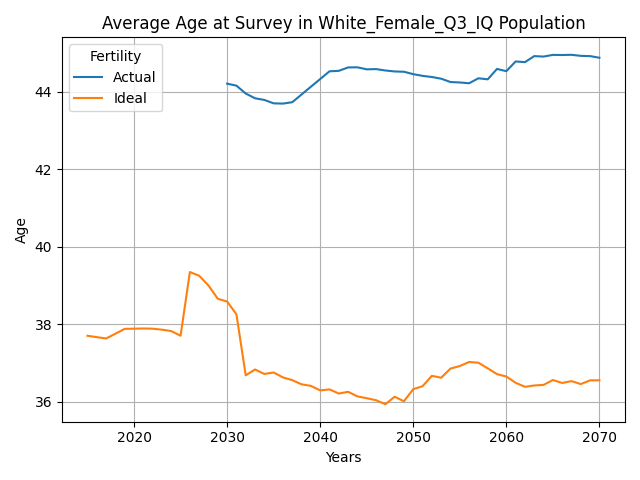 Average Age at Survey in White_Female_Q3_IQ Population
Fertility
Actual
Ideal
Age
44
42
40
38
36
2020 2030 2040 2050 2060 2070
Years